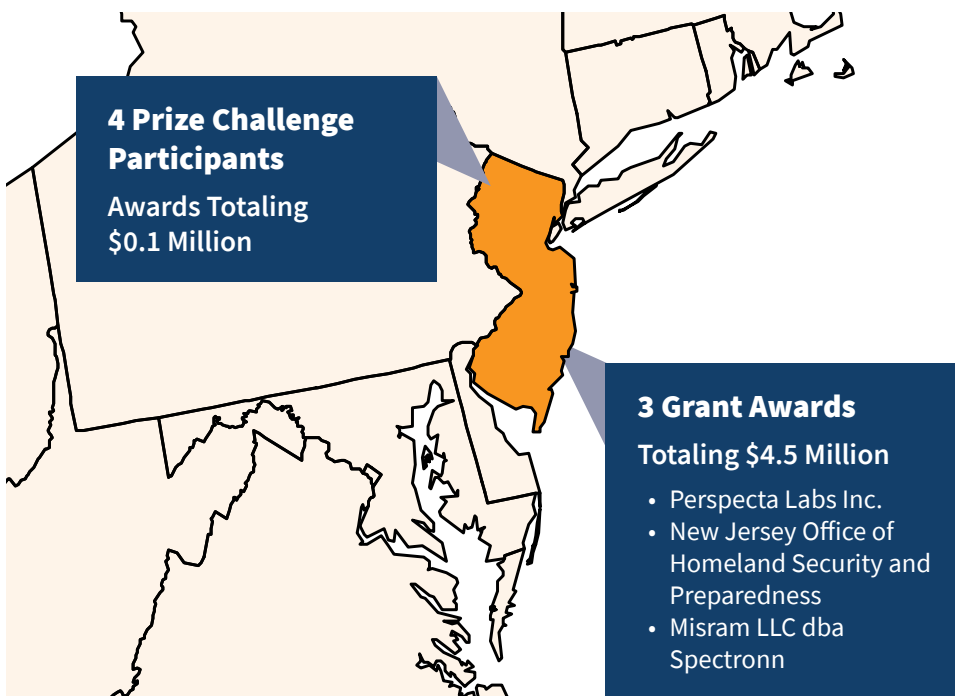 4 Prize Challenge
Participants
Awards Totaling
$0.1 Million
3 Grant Awards
Totaling $4.5 Million
• Perspecta Labs Inc.
• New Jersey Office of
Homeland Security and
Preparedness
• Misram LLC dba
Spectronn